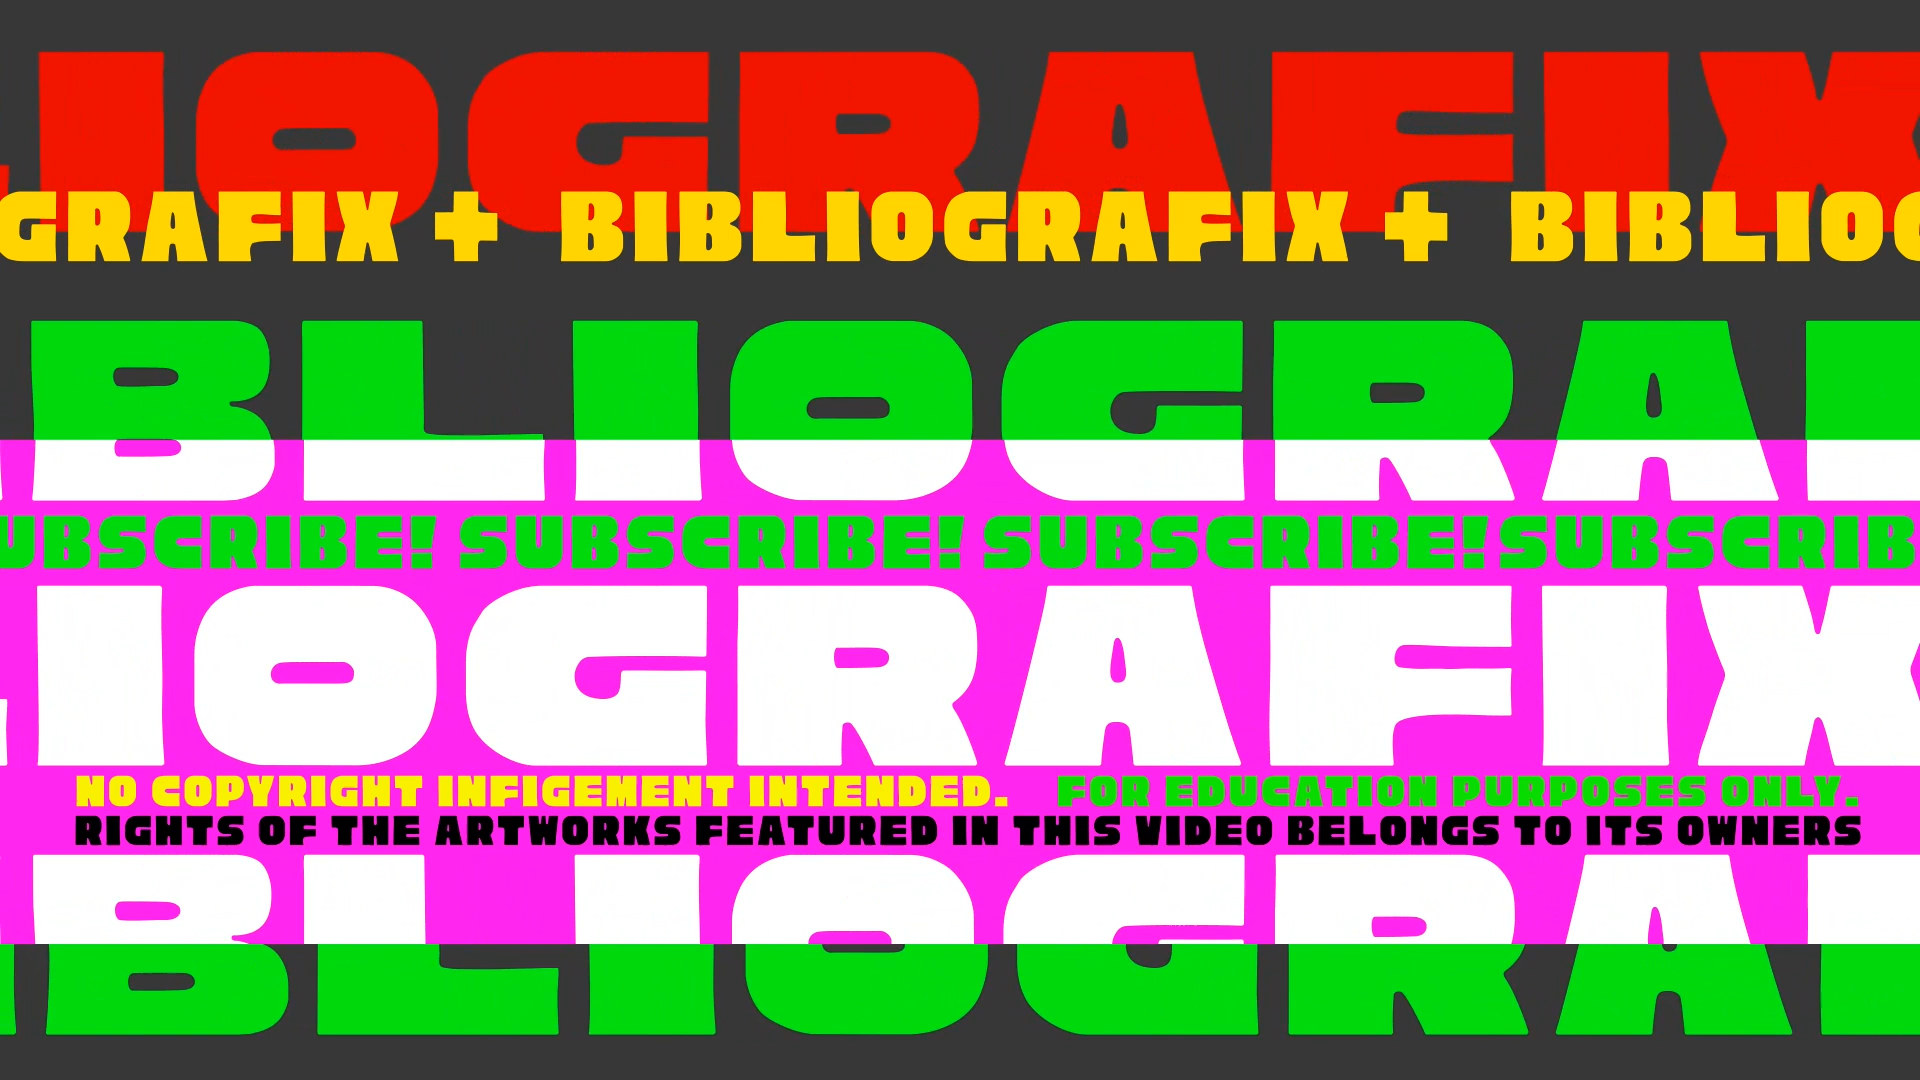 LIOGRAFIX
GRAFIX + BIBLIOGRAFIX + BIBLIOG
BLIOGRAF
UBSCRIBE! SUBSCRIBE! SUBSCRIBE! SUBSCRIB
LIOGRAFIX
NO COPYRIGHT INFIGEMENT INTENDED. FOR EDUCATION PURPOSES ONLY.
RIGHTS OF THE ARTWORKS FEATURED IN THIS VIDEO BELONGS TO ITS OWNERS
BLIOGRAF